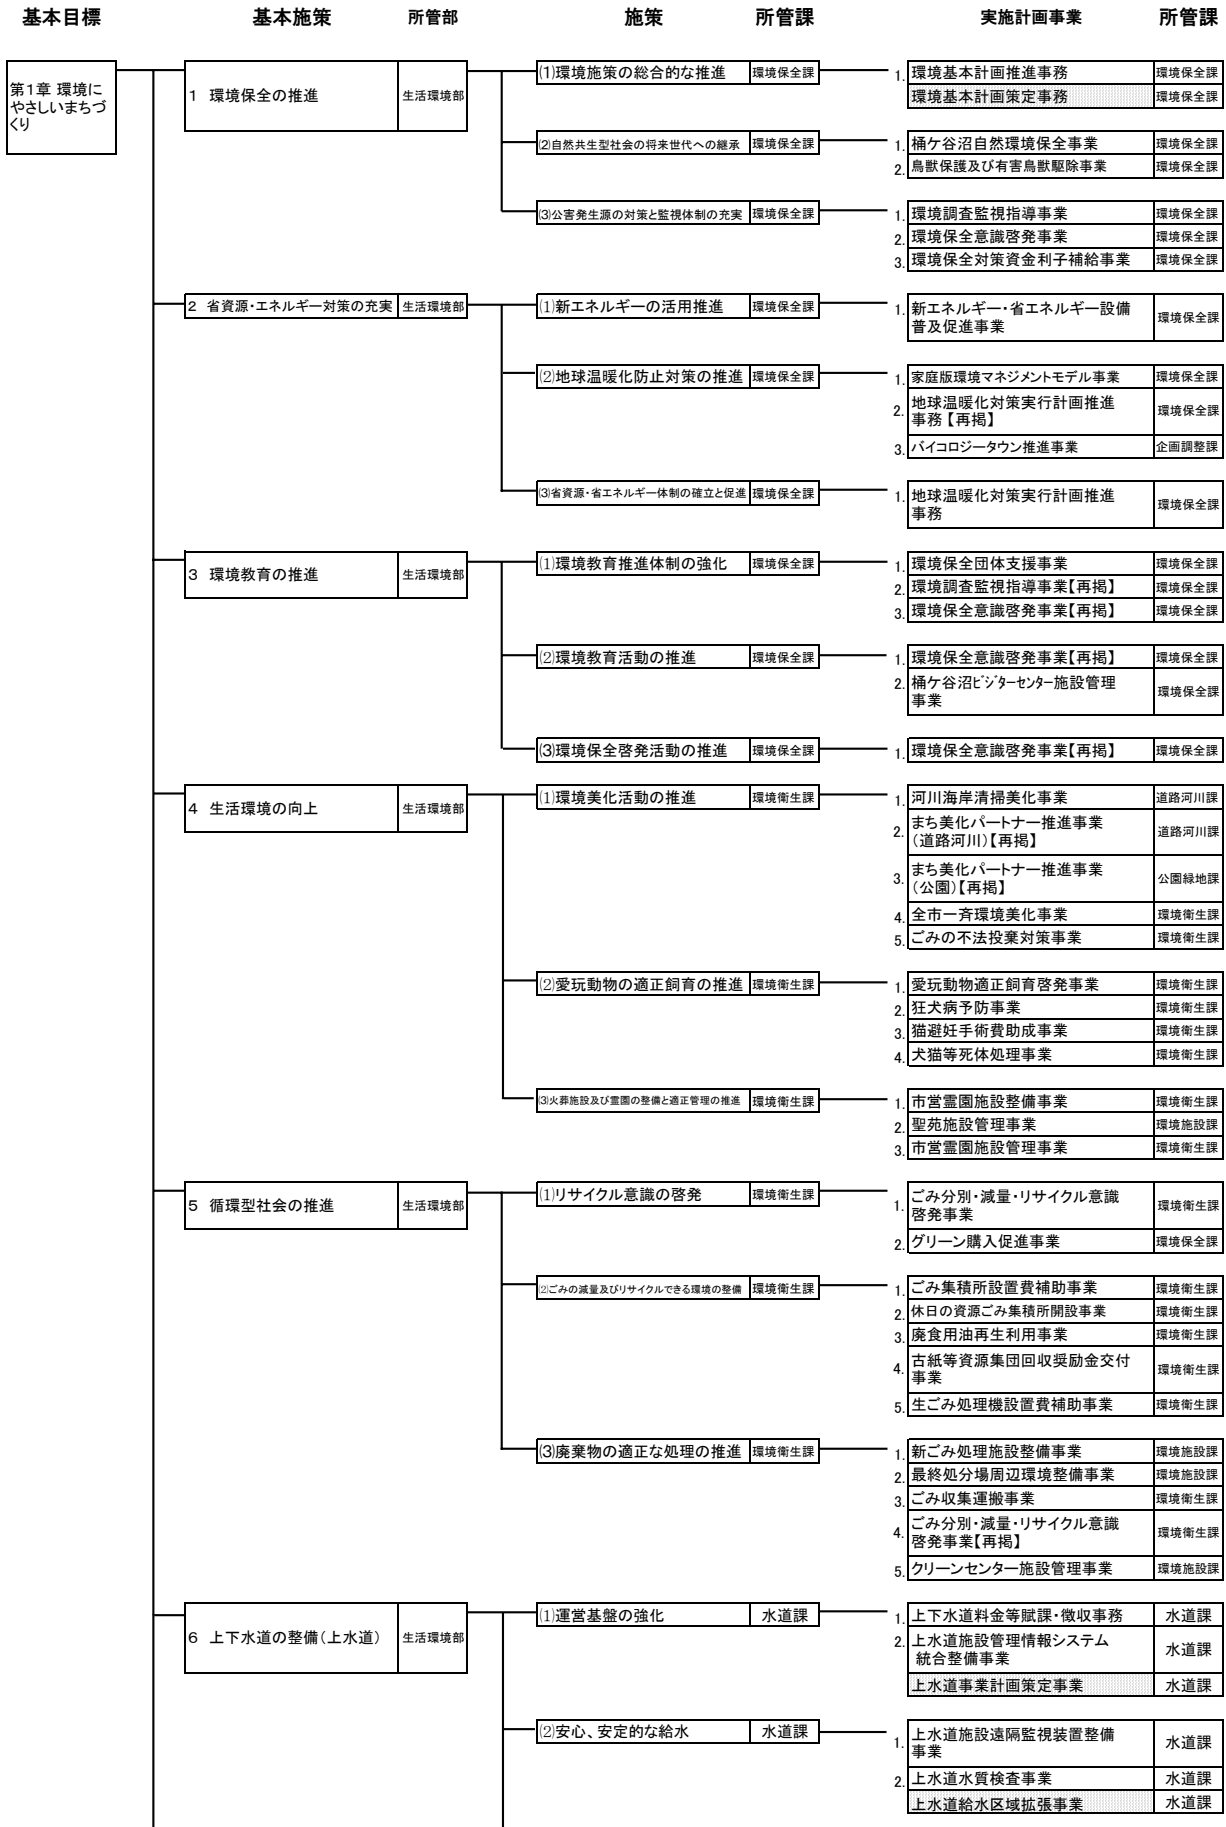 基本目標 基本施策 所管部 施策 所管課 実施計画事業 所管課
第1章 環境に
やさしいまちづ
くり
1 環境保全の推進 生活環境部
⑴環境施策の総合的な推進 環境保全課
1. 環境基本計画推進事務 環境保全課
環境基本計画策定事務 環境保全課
⑵自然共生型社会の将来世代への継承 環境保全課
1. 桶ケ谷沼自然環境保全事業 環境保全課
2. 鳥獣保護及び有害鳥獣駆除事業 環境保全課
⑶公害発生源の対策と監視体制の充実 環境保全課
1. 環境調査監視指導事業 環境保全課
2. 環境保全意識啓発事業 環境保全課
3. 環境保全対策資金利子補給事業 環境保全課
2 省資源・エネルギー対策の充実 生活環境部
⑴新エネルギーの活用推進 環境保全課
1. 新エネルギー・省エネルギー設備
普及促進事業 環境保全課
⑵地球温暖化防止対策の推進 環境保全課
1. 家庭版環境マネジメントモデル事業 環境保全課
2. 地球温暖化対策実行計画推進
事務【再掲】 環境保全課
3. バイコロジータウン推進事業 企画調整課
⑶省資源・省エネルギー体制の確立と促進 環境保全課
1. 地球温暖化対策実行計画推進
事務 環境保全課
3 環境教育の推進 生活環境部
⑴環境教育推進体制の強化 環境保全課
1. 環境保全団体支援事業 環境保全課
2. 環境調査監視指導事業【再掲】 環境保全課
3. 環境保全意識啓発事業【再掲】 環境保全課
⑵環境教育活動の推進 環境保全課
1. 環境保全意識啓発事業【再掲】 環境保全課
2. 桶ケ谷沼ﾋﾞｼﾞﾀｰセンター施設管理
事業 環境保全課
⑶環境保全啓発活動の推進 環境保全課
1. 環境保全意識啓発事業【再掲】 環境保全課
4 生活環境の向上 生活環境部
⑴環境美化活動の推進 環境衛生課
1. 河川海岸清掃美化事業 道路河川課
2. まち美化パートナー推進事業
（道路河川）【再掲】 道路河川課
3. まち美化パートナー推進事業
（公園）【再掲】 公園緑地課
4. 全市一斉環境美化事業 環境衛生課
5. ごみの不法投棄対策事業 環境衛生課
⑵愛玩動物の適正飼育の推進 環境衛生課
1. 愛玩動物適正飼育啓発事業 環境衛生課
2. 狂犬病予防事業 環境衛生課
3. 猫避妊手術費助成事業 環境衛生課
4. 犬猫等死体処理事業 環境衛生課
⑶火葬施設及び霊園の整備と適正管理の推進 環境衛生課
1. 市営霊園施設整備事業 環境衛生課
2. 聖苑施設管理事業 環境施設課
3. 市営霊園施設管理事業 環境衛生課
5 循環型社会の推進 生活環境部
⑴リサイクル意識の啓発 環境衛生課
1. ごみ分別・減量・リサイクル意識
啓発事業 環境衛生課
2. グリーン購入促進事業 環境保全課
⑵ごみの減量及びリサイクルできる環境の整備 環境衛生課
1. ごみ集積所設置費補助事業 環境衛生課
2. 休日の資源ごみ集積所開設事業 環境衛生課
3. 廃食用油再生利用事業 環境衛生課
4. 古紙等資源集団回収奨励金交付
事業 環境衛生課
5. 生ごみ処理機設置費補助事業 環境衛生課
⑶廃棄物の適正な処理の推進 環境衛生課
1. 新ごみ処理施設整備事業 環境施設課
2. 最終処分場周辺環境整備事業 環境施設課
3. ごみ収集運搬事業 環境衛生課
4. ごみ分別・減量・リサイクル意識
啓発事業【再掲】 環境衛生課
5. クリーンセンター施設管理事業 環境施設課
6 上下水道の整備（上水道） 生活環境部
⑴運営基盤の強化 水道課
1. 上下水道料金等賦課・徴収事務 水道課
2. 上水道施設管理情報システム
統合整備事業 水道課
上水道事業計画策定事業 水道課
⑵安心、安定的な給水 水道課
1. 上水道施設遠隔監視装置整備
事業 水道課
2. 上水道水質検査事業 水道課
上水道給水区域拡張事業 水道課